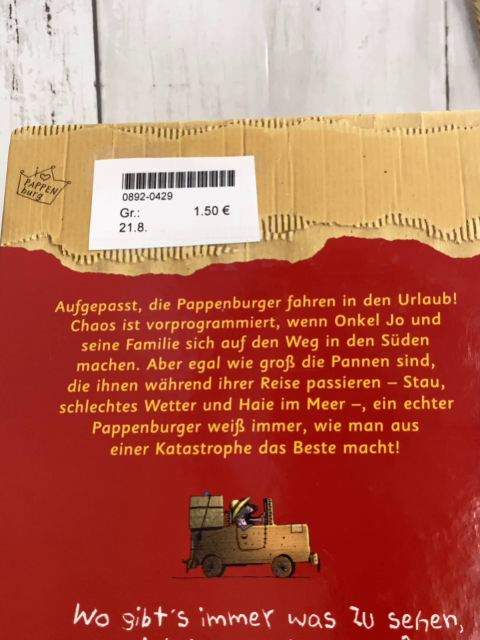 I ♡ PAPPEN
burg
0892-0429
Gr.: 1.50 €
21.8.
Aufgepasst, die Pappenburger fahren in den Urlaub!
Chaos ist vorprogrammiert, wenn Onkel Jo und
seine Familie sich auf den Weg in den Süden
machen. Aber egal wie groß die Pannen sind,
die ihnen während ihrer Reise passieren – Stau,
schlechtes Wetter und Haie im Meer –, ein echter
Pappenburger weiß immer, wie man aus
einer Katastrophe das Beste macht!
Wo gibt's immer was zu sehen,